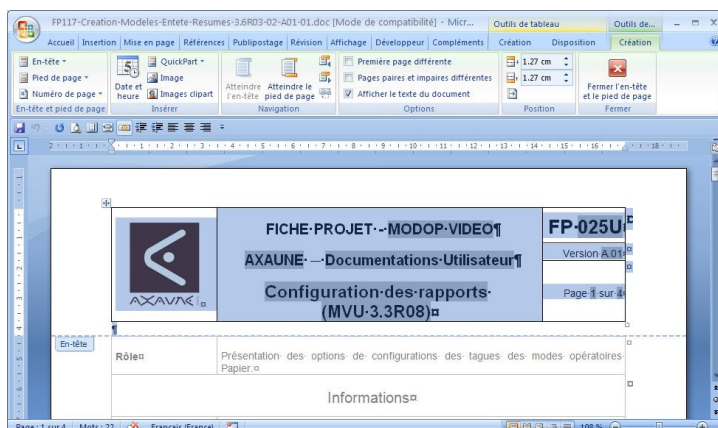 FP117-Creation-Modeles-Entete-Resumes-3.6R03-02-A01-01.doc [Mode de compatibilité] - Micr...
Outils de tableau
Outils de...
Accueil Insertion Mise en page Références Publipostage Révision Affichage Développeur Compléments Création Disposition Création
En-tête
Pied de page
Numéro de page
En-tête et pied de page
Date et heure
QuickPart
Image
Images clipart
Insérer
Atteindre l'en-tête
Atteindre le pied de page
Navigation
Première page différente
Pages paires et impaires différentes
Afficher le texte du document
Options
1.27 cm
1.27 cm
Position
Fermer l'en-tête et le pied de page
Fermer
AXAUNE
FICHE·PROJET·-·MODOP·VIDEO¶
AXAUNE·—·Documentations·Utilisateur¶
Configuration·des·rapports·
(MVU·3.3R08)¤
FP·025U¤
Version·A.01¤
Page·1·sur·4¤
En-tête
Rôle¤
Présentation·des·options·de·configurations·des·tagues·des·modes·opératoires·
Papier.¤
Informations¤
Page : 1 sur 4 Mots : 22 Français (France) 108 %